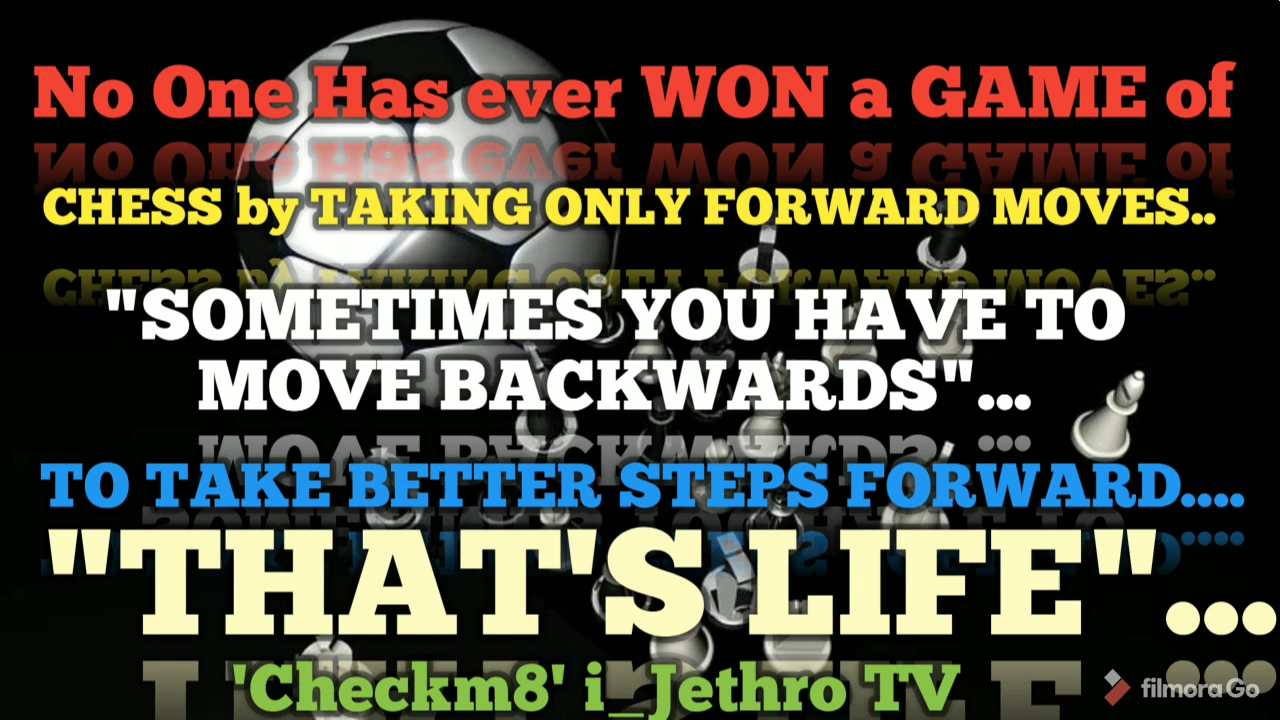 No One Has ever WON a GAME of
CHESS by TAKING ONLY FORWARD MOVES..
"SOMETIMES YOU HAVE TO
MOVE BACKWARDS"...
TO TAKE BETTER STEPS FORWARD....
"THAT'S LIFE"...
'Checkm8' i_Jethro TV
filmoraGo